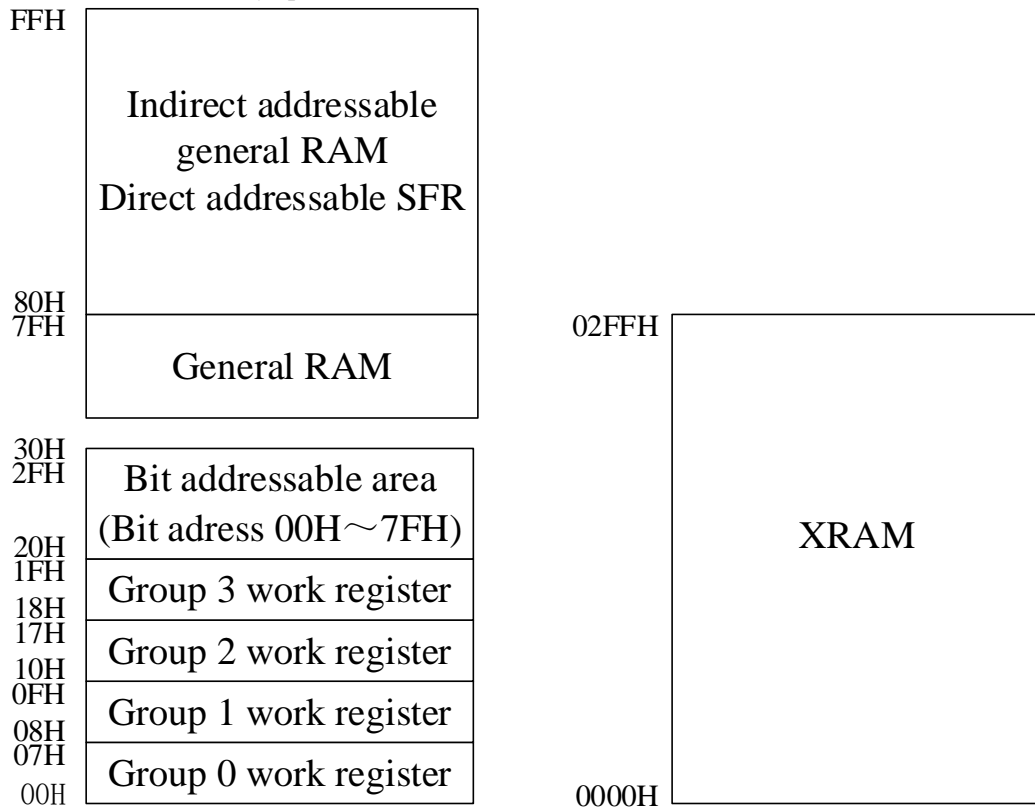 FFH
Indirect addressable
general RAM
Direct addressable SFR
80H
7FH
General RAM
30H
2FH
Bit addressable area
(Bit adress 00H～7FH)
20H
1FH
Group 3 work register
18H
17H
Group 2 work register
10H
0FH
Group 1 work register
08H
07H
Group 0 work register
00H
02FFH
XRAM
0000H